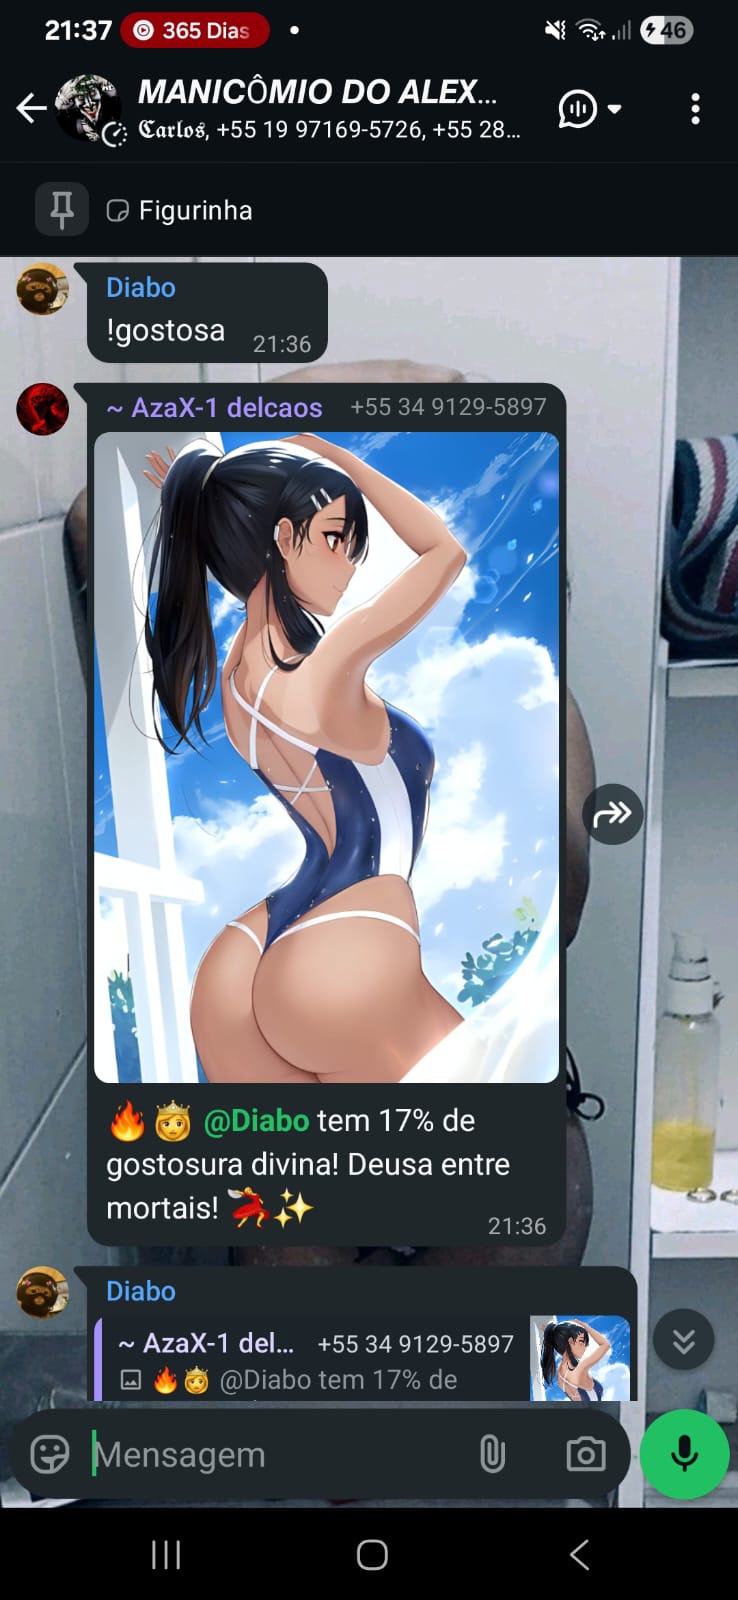 21:37
365 Dias
46
MANICÔMIO DO ALEX...
Carlos, +55 19 97169-5726, +55 28...
Figurinha
Diabo
!gostosa
21:36
~ AzaX-1 delcaos +55 34 9129-5897
🔥👸 @Diabo tem 17% de
gostosura divina! Deusa entre
mortais! 💃✨
21:36
Diabo
~ AzaX-1 del... +55 34 9129-5897
🔥👸 @Diabo tem 17% de
Mensagem